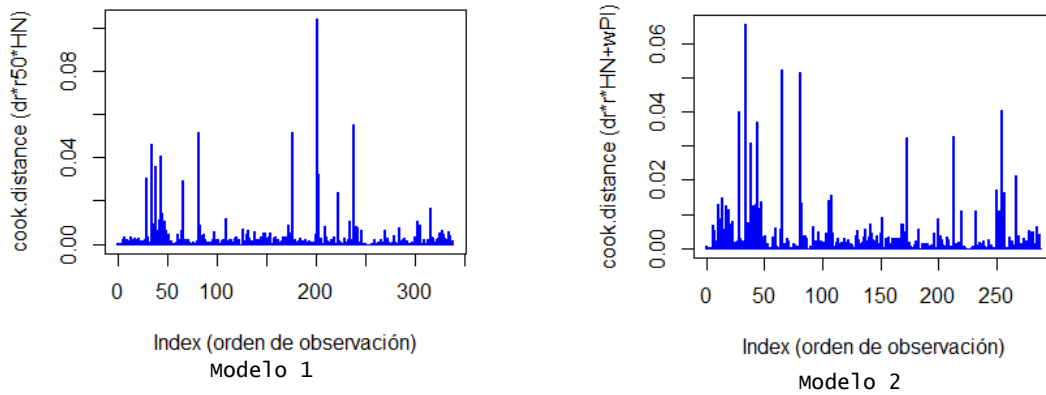 cook.distance (dr*r50*HN)
0.00 0.04 0.08
0 50 100 200 300
Index (orden de observación)
Modelo 1
cook.distance (dr*r*HN+wPI)
0.00 0.02 0.04 0.06
0 50 100 150 200 250
Index (orden de observación)
Modelo 2